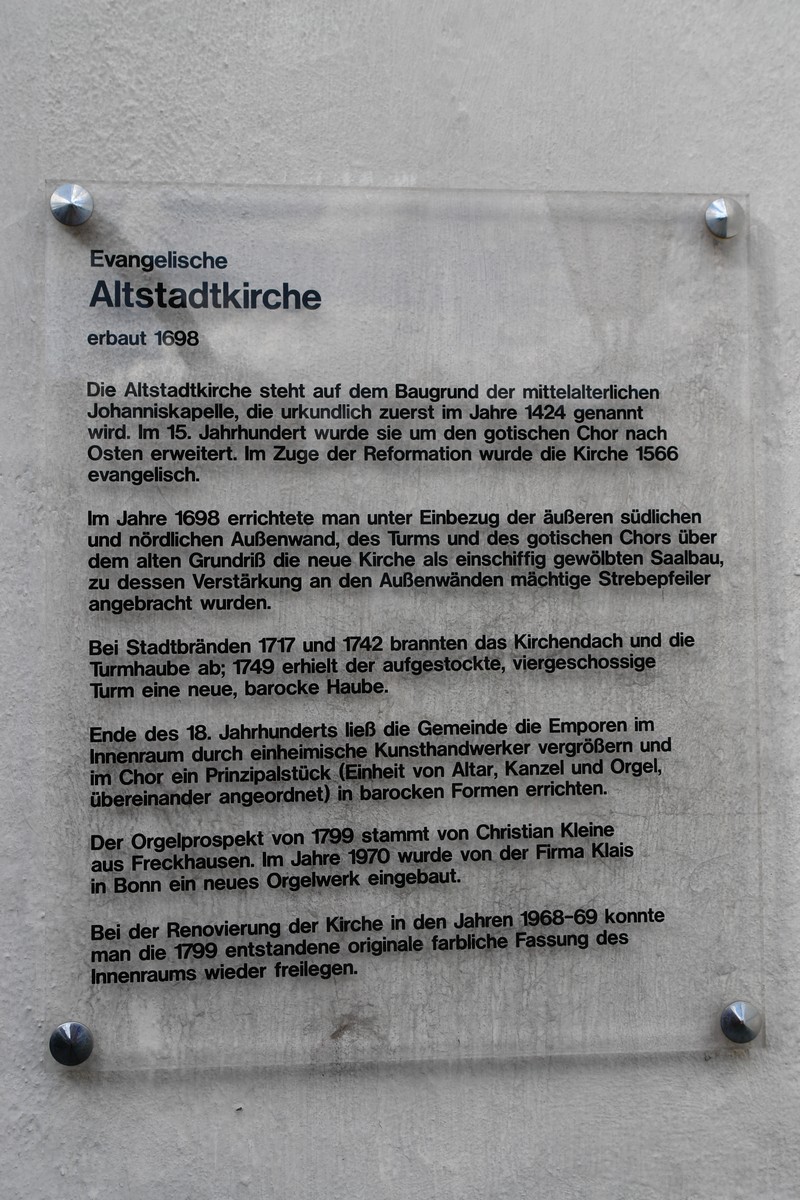 Evangelische
Altstadtkirche
erbaut 1698
Die Altstadtkirche steht auf dem Baugrund der mittelalterlichen
Johanniskapelle, die urkundlich zuerst im Jahre 1424 genannt
wird. Im 15. Jahrhundert wurde sie um den gotischen Chor nach
Osten erweitert. Im Zuge der Reformation wurde die Kirche 1566
evangelisch.
Im Jahre 1698 errichtete man unter Einbezug der äußeren südlichen
und nördlichen Außenwand, des Turms und des gotischen Chors über
dem alten Grundriß die neue Kirche als einschiffig gewölbten Saalbau,
zu dessen Verstärkung an den Außenwänden mächtige Strebepfeiler
angebracht wurden.
Bei Stadtbränden 1717 und 1742 brannten das Kirchendach und die
Turmhaube ab; 1749 erhielt der aufgestockte, viergeschossige
Turm eine neue, barocke Haube.
Ende des 18. Jahrhunderts ließ die Gemeinde die Emporen im
Innenraum durch einheimische Kunsthandwerker vergrößern und
im Chor ein Prinzipalstück (Einheit von Altar, Kanzel und Orgel,
übereinander angeordnet) in barocken Formen errichten.
Der Orgelprospekt von 1799 stammt von Christian Kleine
aus Freckhausen. Im Jahre 1970 wurde von der Firma Klais
in Bonn ein neues Orgelwerk eingebaut.
Bei der Renovierung der Kirche in den Jahren 1968-69 konnte
man die 1799 entstandene originale farbliche Fassung des
Innenraums wieder freilegen.